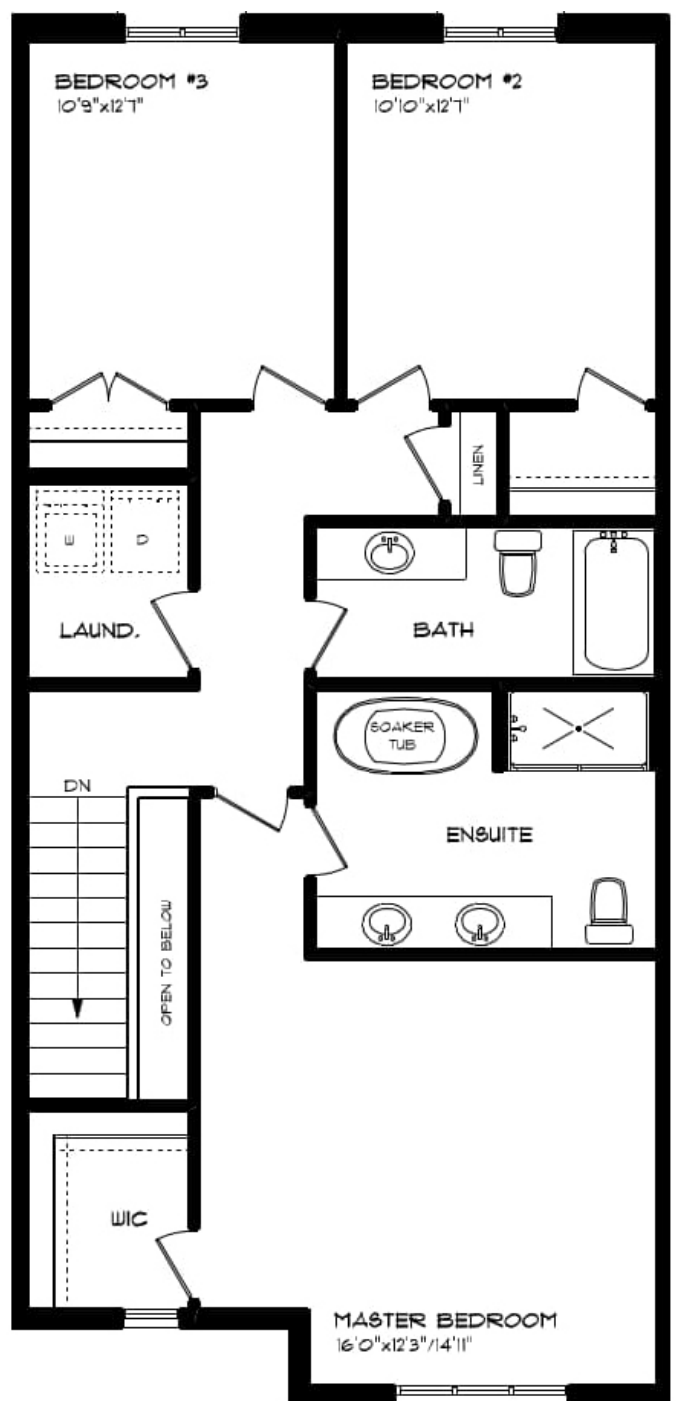 BEDROOM #3
10'9"x12'7"
BEDROOM #2
10'10"x12'7"
LINEN
D
LAUND.
BATH
SOAKER
TUB
DN
ENSUITE
OPEN TO BELOW
WIC
MASTER BEDROOM
16'0"x12'3"/14'11"